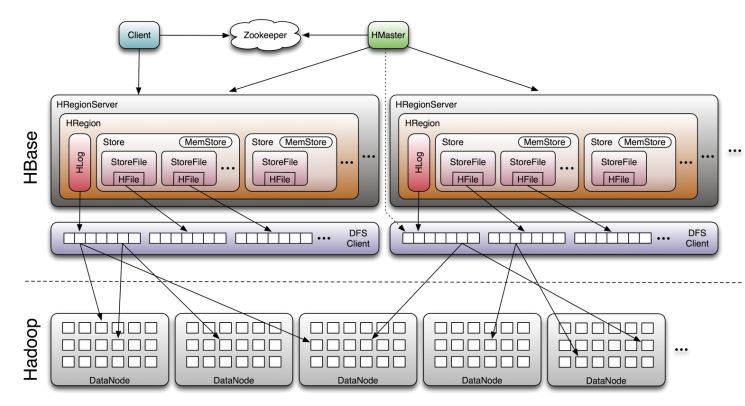 Client
Zookeeper
HMaster
HBase
HRegionServer
HRegion
HLog
Store
MemStore
StoreFile
HFile
StoreFile
HFile
...
Store
MemStore
StoreFile
HFile
...
...
HRegionServer
HRegion
HLog
Store
MemStore
StoreFile
HFile
StoreFile
HFile
...
Store
MemStore
StoreFile
HFile
...
...
...
...
DFS
Client
...
DFS
Client
Hadoop
DataNode
DataNode
DataNode
DataNode
DataNode
...